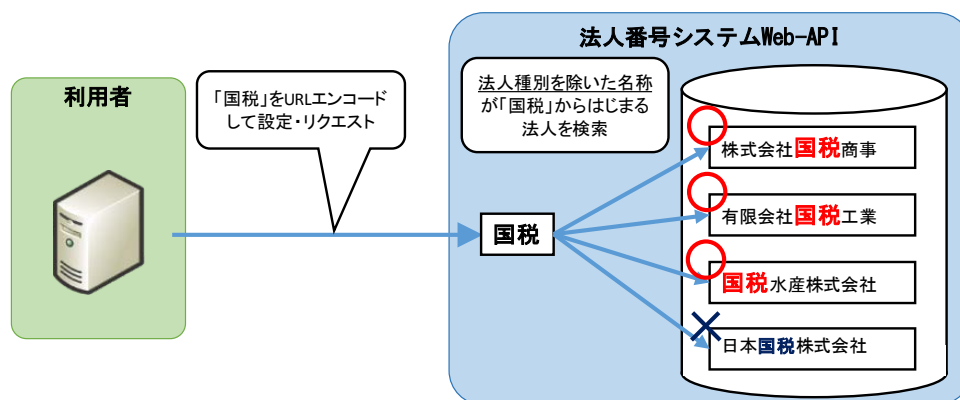 法人番号システムWeb-API
利用者
「国税」をURLエンコード
して設定・リクエスト
法人種別を除いた名称
が「国税」からはじまる
法人を検索
国税
株式会社国税商事
有限会社国税工業
国税水産株式会社
日本国税株式会社